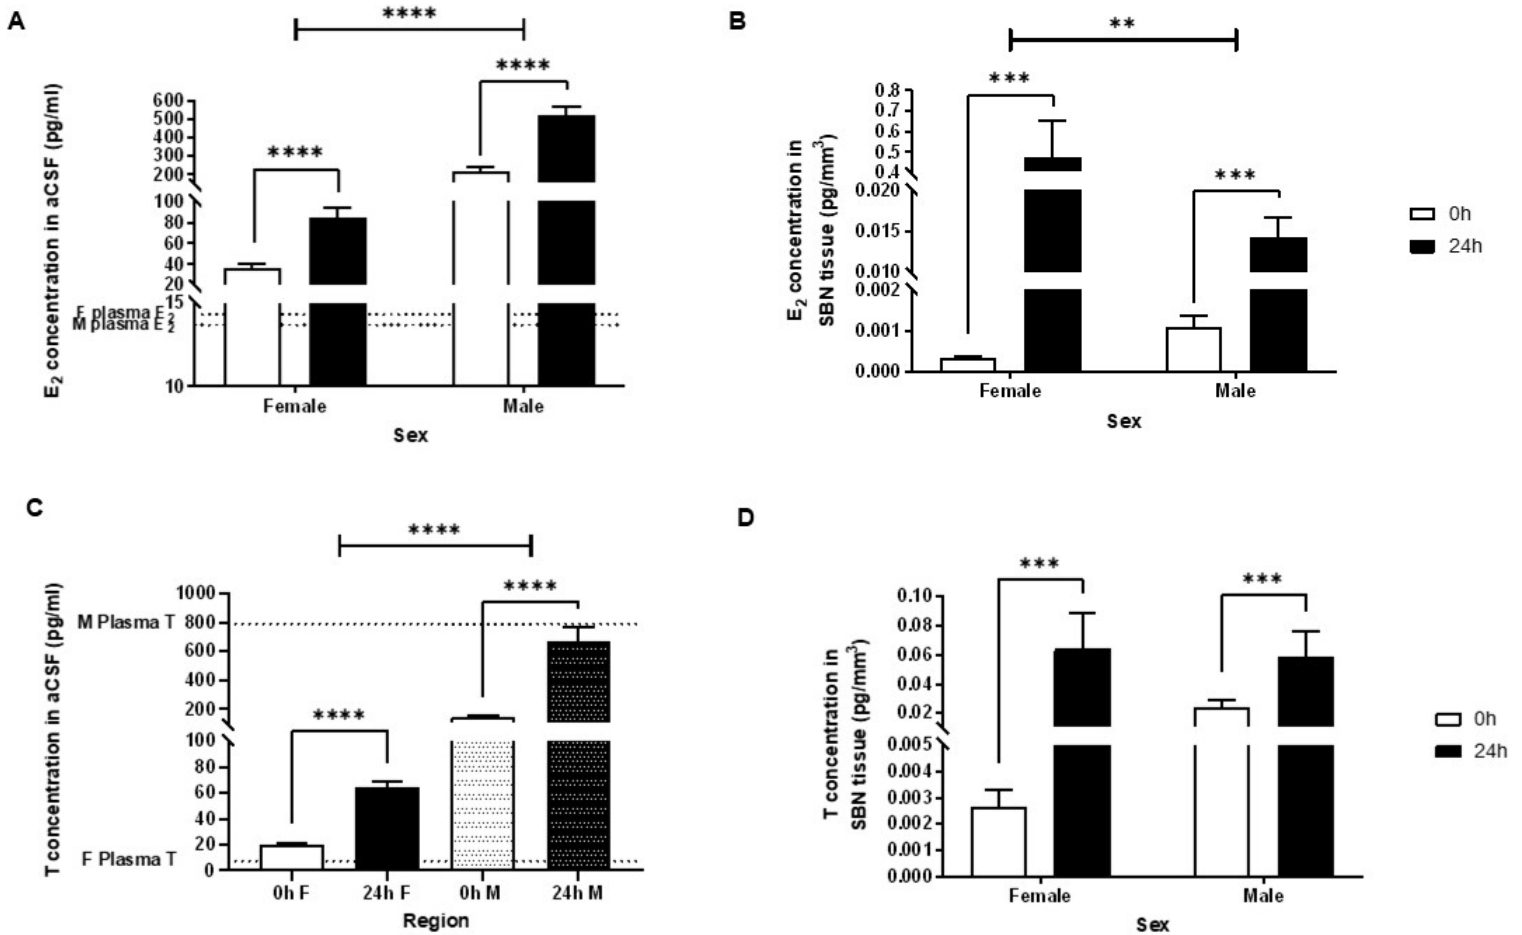 A
****
****
****
E2 concentration in aCSF (pg/ml)
600
500
400
300
200
100
80
60
40
20
15
10
F plasma E2
M plasma E2
Female
Male
Sex
B
**
***
***
E2 concentration in
SBN tissue (pg/mm3)
0.8
0.7
0.6
0.5
0.4
0.020
0.015
0.010
0.002
0.001
0.000
Female
Male
Sex
0h
24h
C
****
****
****
T concentration in aCSF (pg/ml)
1000
M Plasma T
800
600
400
200
100
80
60
40
20
F Plasma T
0
0h F
24h F
0h M
24h M
Region
D
***
***
T concentration in
SBN tissue (pg/mm3)
0.10
0.08
0.06
0.04
0.02
0.005
0.004
0.003
0.002
0.001
0.000
Female
Male
Sex
0h
24h